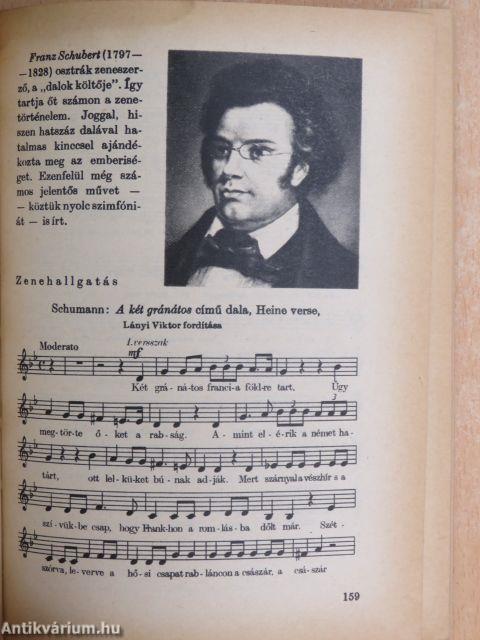 Franz Schubert (1797—
—1828) osztrák zeneszer-
ző, a „dalok költője”. Így
tartja őt számon a zene-
történelem. Joggal, hi-
szen hatszáz dalával ha-
talmas kinccsel ajándé-
kozta meg az emberisé-
get. Ezenfelül még szá-
mos jelentős művet —
— köztük nyolc szimfóni-
át — is írt.
Zenehallgatás
Schumann: A két gránátos című dala, Heine verse,
Lányi Viktor fordítása
Moderato
1. versszak
mf
3
Két grá-ná-tos franci-a föld-re tart, Úgy
3
meg-tör-te ő-ket a rab-ság. A-mint el-é-rik a német ha-
tárt, ott lel-kü-ket bú-nak ad-ják. Mert szárnyal a vészhír s a
szí-vük-be csap, hogy Frank-hon a rom-lás-ba dőlt már. Szét-
szórva, le-verve a hő-si csapat rab-láncon a császár, a csá-szár
159
Antikvárium.hu